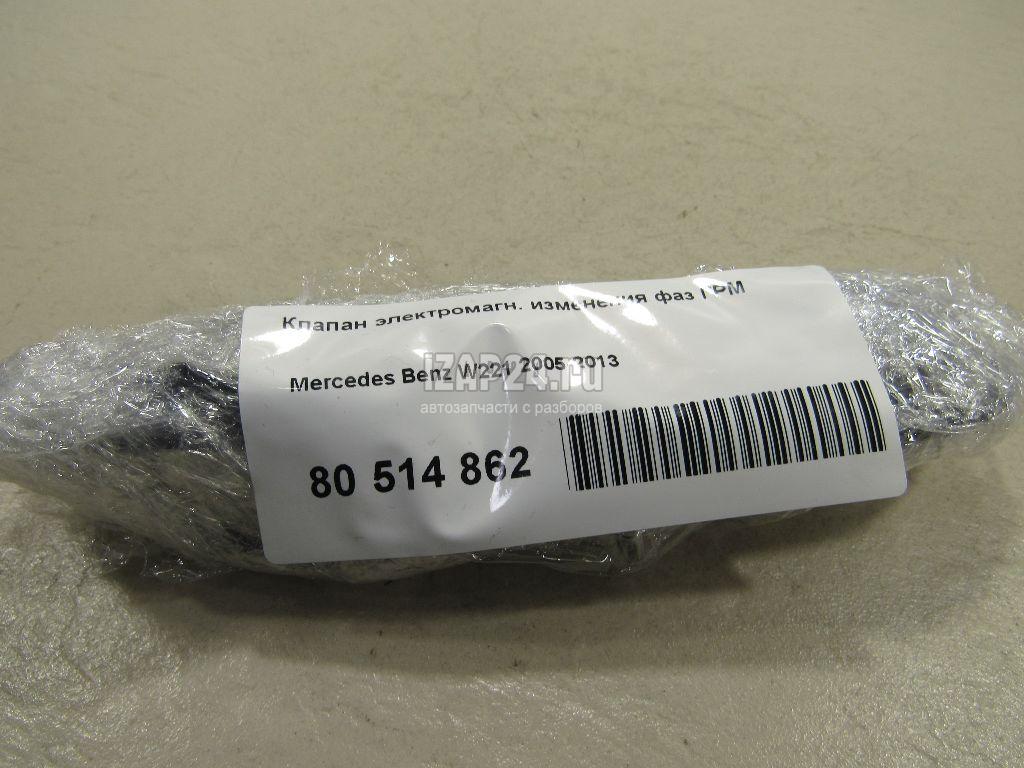 Клапан электромагн. изменения фаз ГРМ
Mercedes Benz W221 2005-2013
iZAP24.ru
автозапчасти с разборов
80 514 862